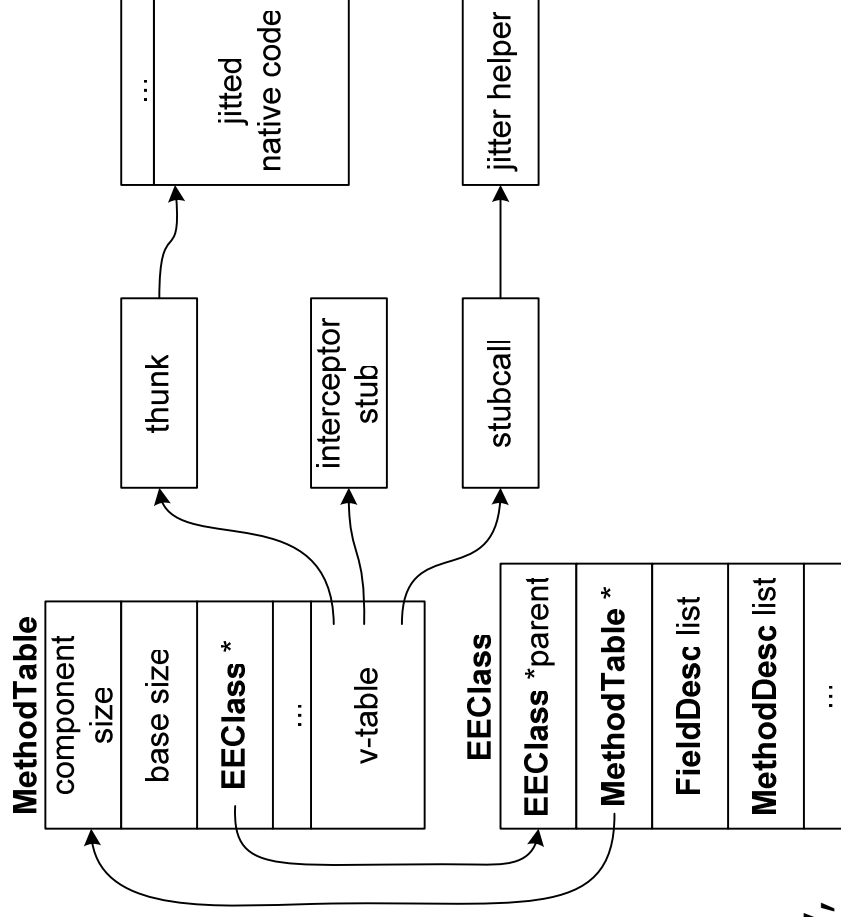 MethodTable
component
size
base size
EEClass *
...
v-table
thunk
interceptor
stub
stubcall
...
jitted
native code
jitter helper
EEClass
EEClass *parent
MethodTable *
FieldDesc list
MethodDesc list
...